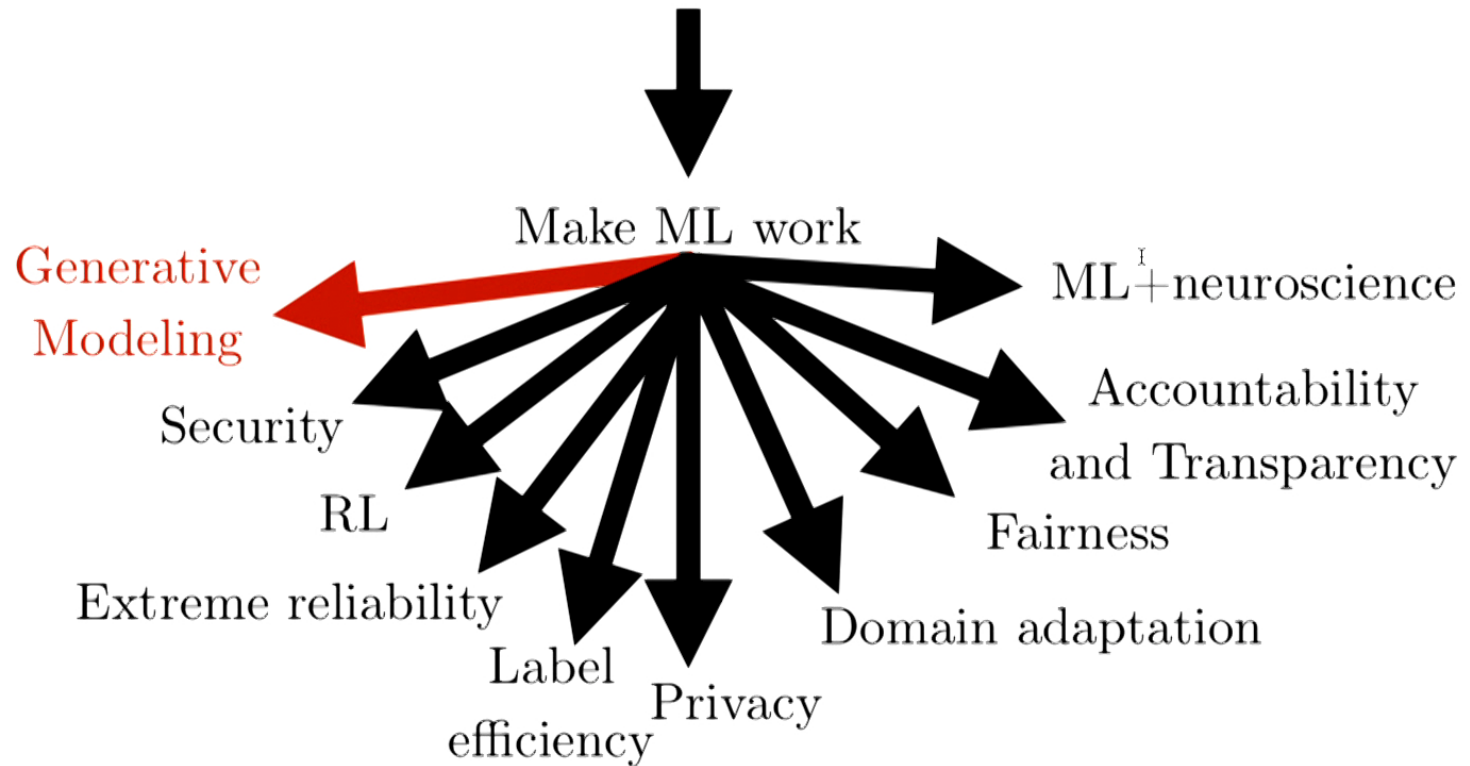 Make ML work
Generative
Modeling
ML+neuroscience
Accountability
and Transparency
Security
RL
Fairness
Extreme reliability
Domain adaptation
Label
efficiency
Privacy